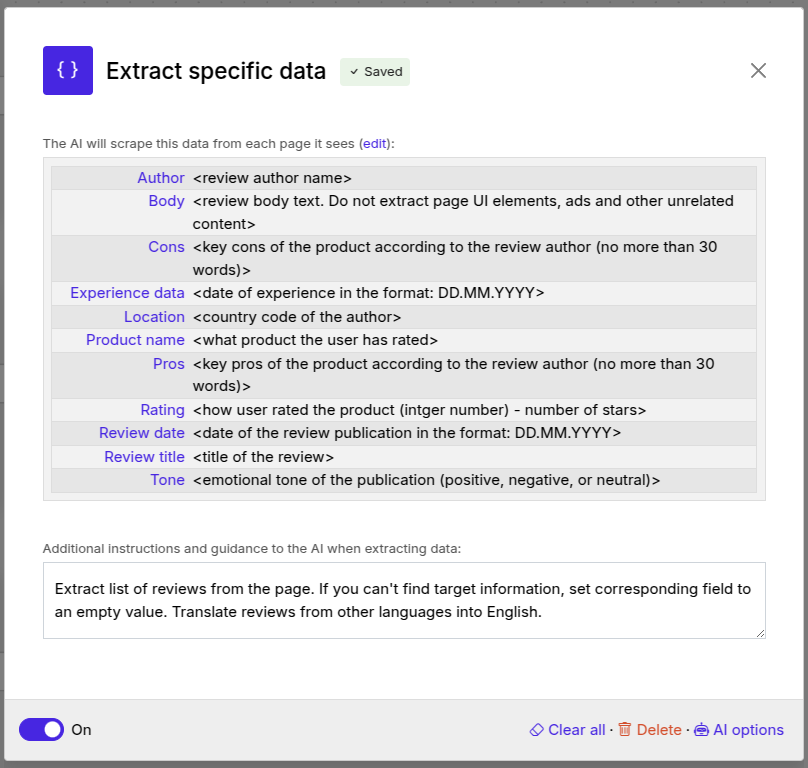 { } Extract specific data ✓ Saved
The AI will scrape this data from each page it sees (edit):
Author <review author name>
Body <review body text. Do not extract page UI elements, ads and other unrelated
content>
Cons <key cons of the product according to the review author (no more than 30
words)>
Experience data <date of experience in the format: DD.MM.YYYY>
Location <country code of the author>
Product name <what product the user has rated>
Pros <key pros of the product according to the review author (no more than 30
words)>
Rating <how user rated the product (intger number) - number of stars>
Review date <date of the review publication in the format: DD.MM.YYYY>
Review title <title of the review>
Tone <emotional tone of the publication (positive, negative, or neutral)>
Additional instructions and guidance to the AI when extracting data:
Extract list of reviews from the page. If you can't find target information, set corresponding field to
an empty value. Translate reviews from other languages into English.
On Clear all · Delete · AI options